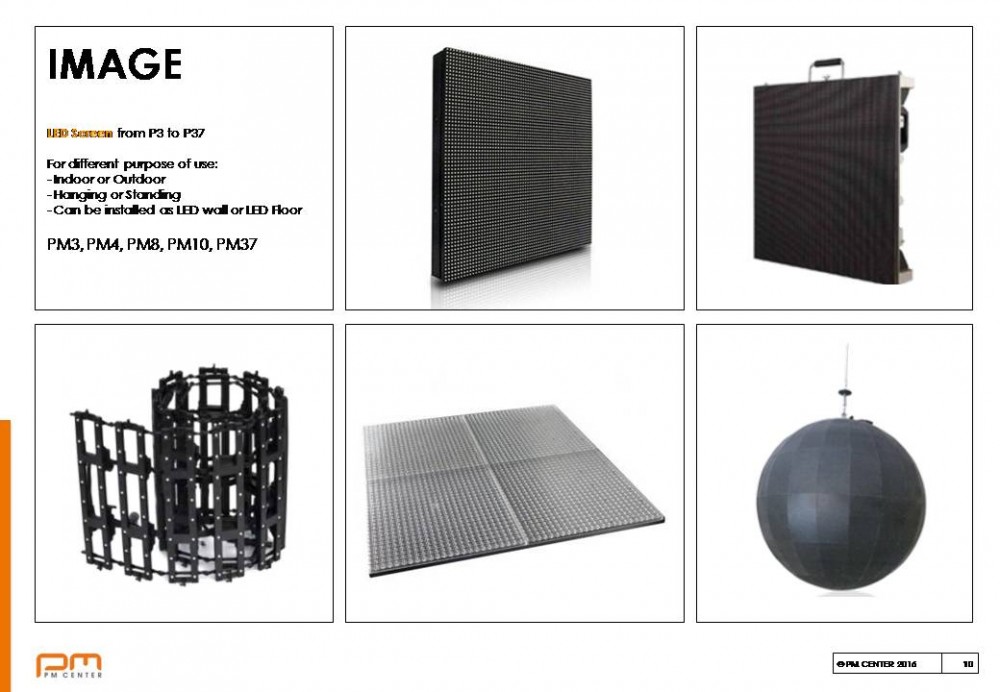 IMAGE
LED Screen from P3 to P37
For different purpose of use:
-Indoor or Outdoor
-Hanging or Standing
-Can be installed as LED wall or LED Floor
PM3, PM4, PM8, PM10, PM37
PM
PM CENTER
©PM CENTER 2016
10